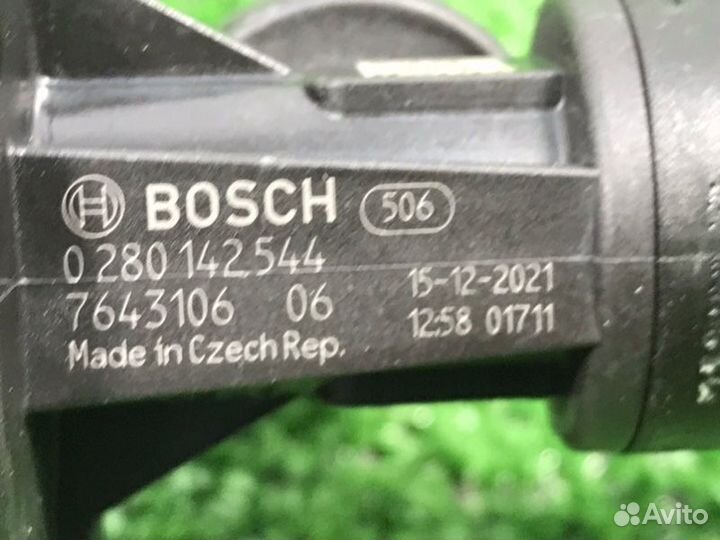 BOSCH 506
0 280 142 544
7643106 06 15-12-2021
12:58 01711
Made in Czech Rep.
Avito